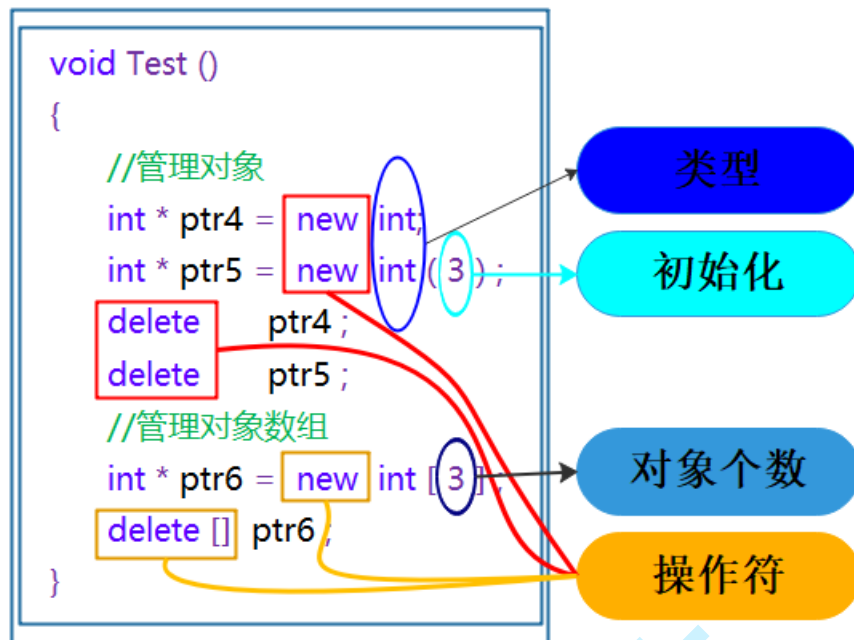 void Test ()
{
//管理对象
int * ptr4 = new int;
int * ptr5 = new int ( 3 ) ;
delete ptr4 ;
delete ptr5 ;
//管理对象数组
int * ptr6 = new int [ 3 ] ;
delete [] ptr6 ;
}
类型
初始化
对象个数
操作符